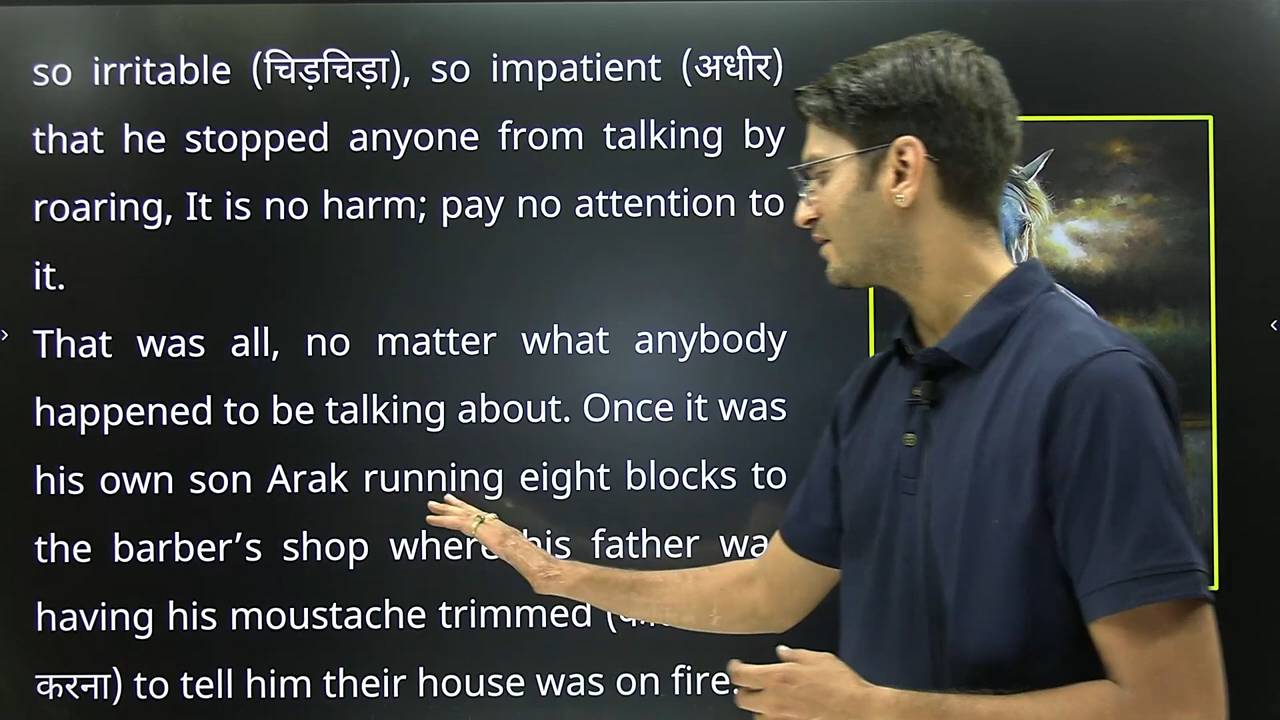 so irritable (चिड़चिड़ा), so impatient (अधीर)
that he stopped anyone from talking by
roaring, It is no harm; pay no attention to
it.
That was all, no matter what anybody
happened to be talking about. Once it was
his own son Arak running eight blocks to
the barber’s shop where his father was
having his moustache trimmed
करना) to tell him their house was on fire.